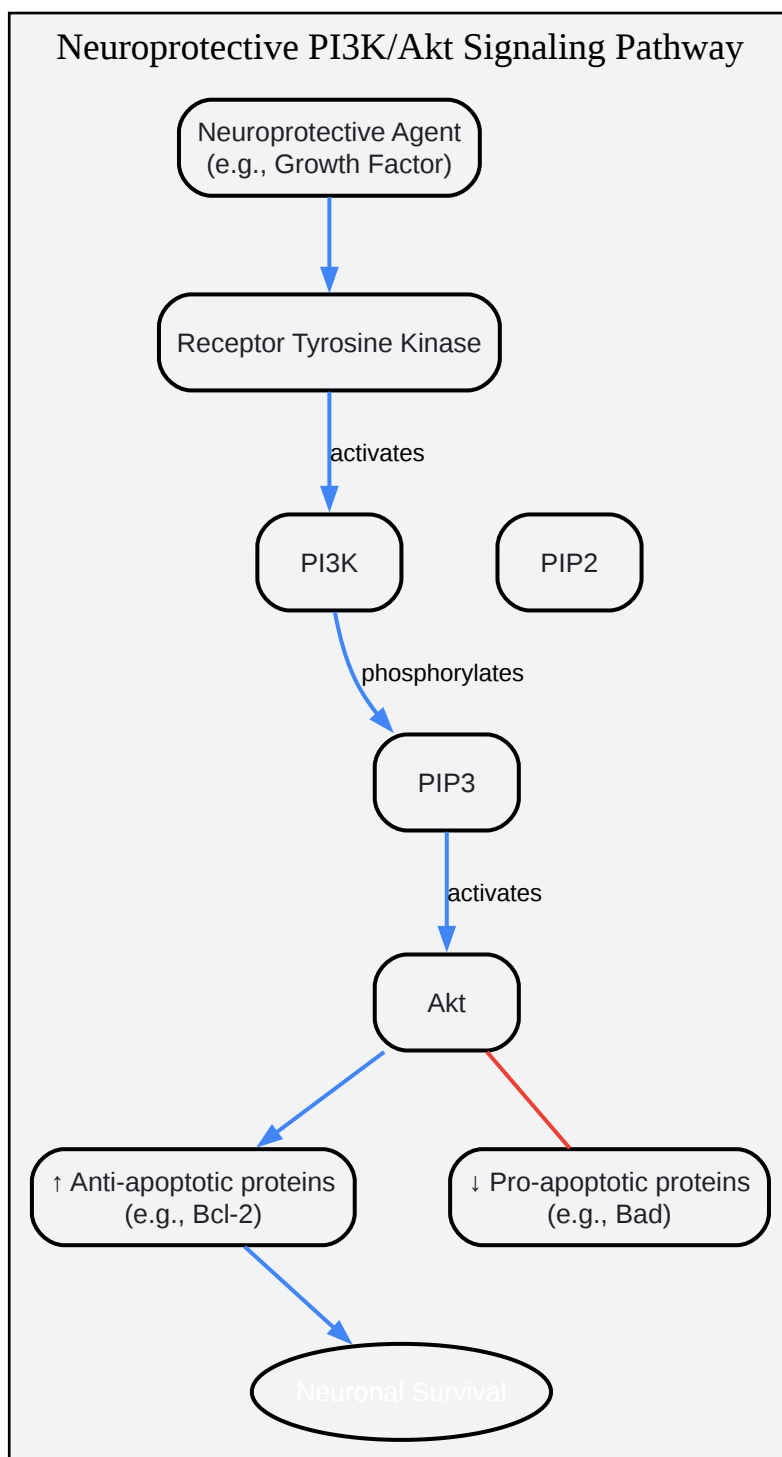 Neuroprotective PI3K/Akt Signaling Pathway
Neuroprotective Agent
(e.g., Growth Factor)
Receptor Tyrosine Kinase
activates
PI3K
PIP2
phosphorylates
PIP3
activates
Akt
↑ Anti-apoptotic proteins
(e.g., Bcl-2)
↓ Pro-apoptotic proteins
(e.g., Bad)
Neuronal Survival